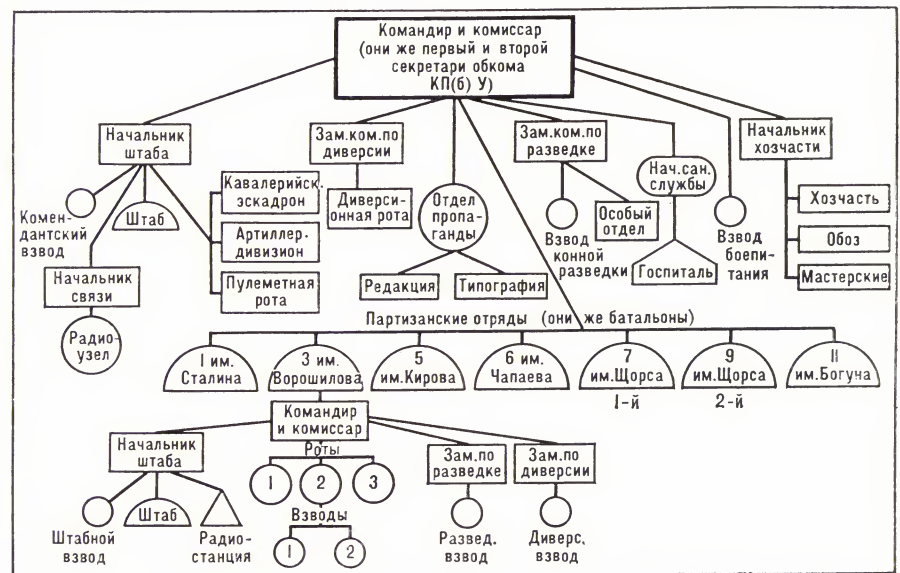 Командир и комиссар
(они же первый и второй
секретари обкома
КП(б) У)
Начальник
штаба
Зам.ком.по
диверсии
Зам.ком.по
разведке
Нач.сан.
службы
Начальник
хозчасти
Комен-
дантский
взвод
Штаб
Кавалерийск.
эскадрон
Артиллер.
дивизион
Пулеметная
рота
Диверси-
онная рота
Отдел
пропа-
ганды
Взвод
конной
разведки
Особый
отдел
Госпиталь
Взвод
боепи-
тания
Хозчасть
Обоз
Мастерские
Начальник
связи
Радио-
узел
Редакция
Типография
Партизанские отряды (они же батальоны)
1 им.
Сталина
3 им.
Ворошилова
5
им.Кирова
6 им.
Чапаева
7
им.Щорса
1-й
9
им.Щорса
2-й
11
им.Богуна
Командир
и комиссар
Начальник
штаба
Роты
1
2
3
Зам.по
разведке
Зам.по
диверсии
Штабной
взвод
Штаб
Радио-
станция
Взводы
1
2
Развед.
взвод
Диверс.
взвод